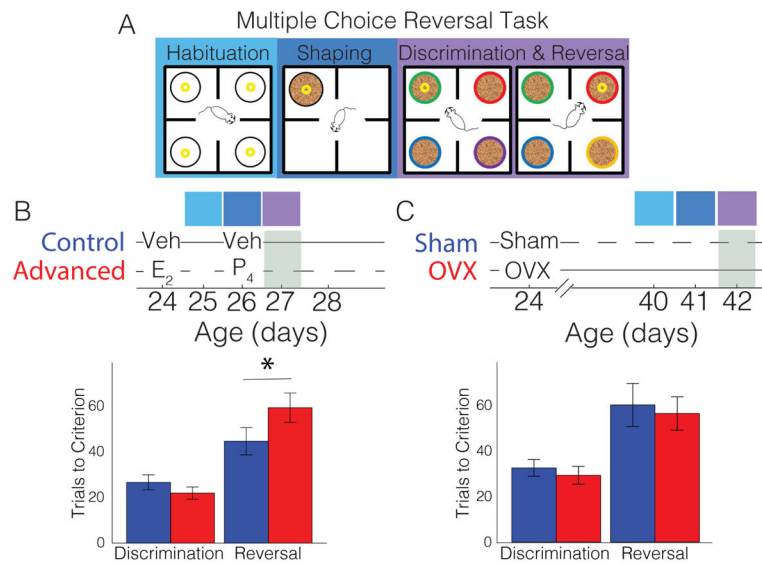 A
Multiple Choice Reversal Task
Habituation Shaping Discrimination & Reversal
B
Control Veh Veh
Advanced E2 P4
24 25 26 27 28
Age (days)
*
60
40
20
0
Trials to Criterion
Discrimination Reversal
C
Sham Sham
OVX OVX
24 40 41 42
Age (days)
60
40
20
0
Trials to Criterion
Discrimination Reversal